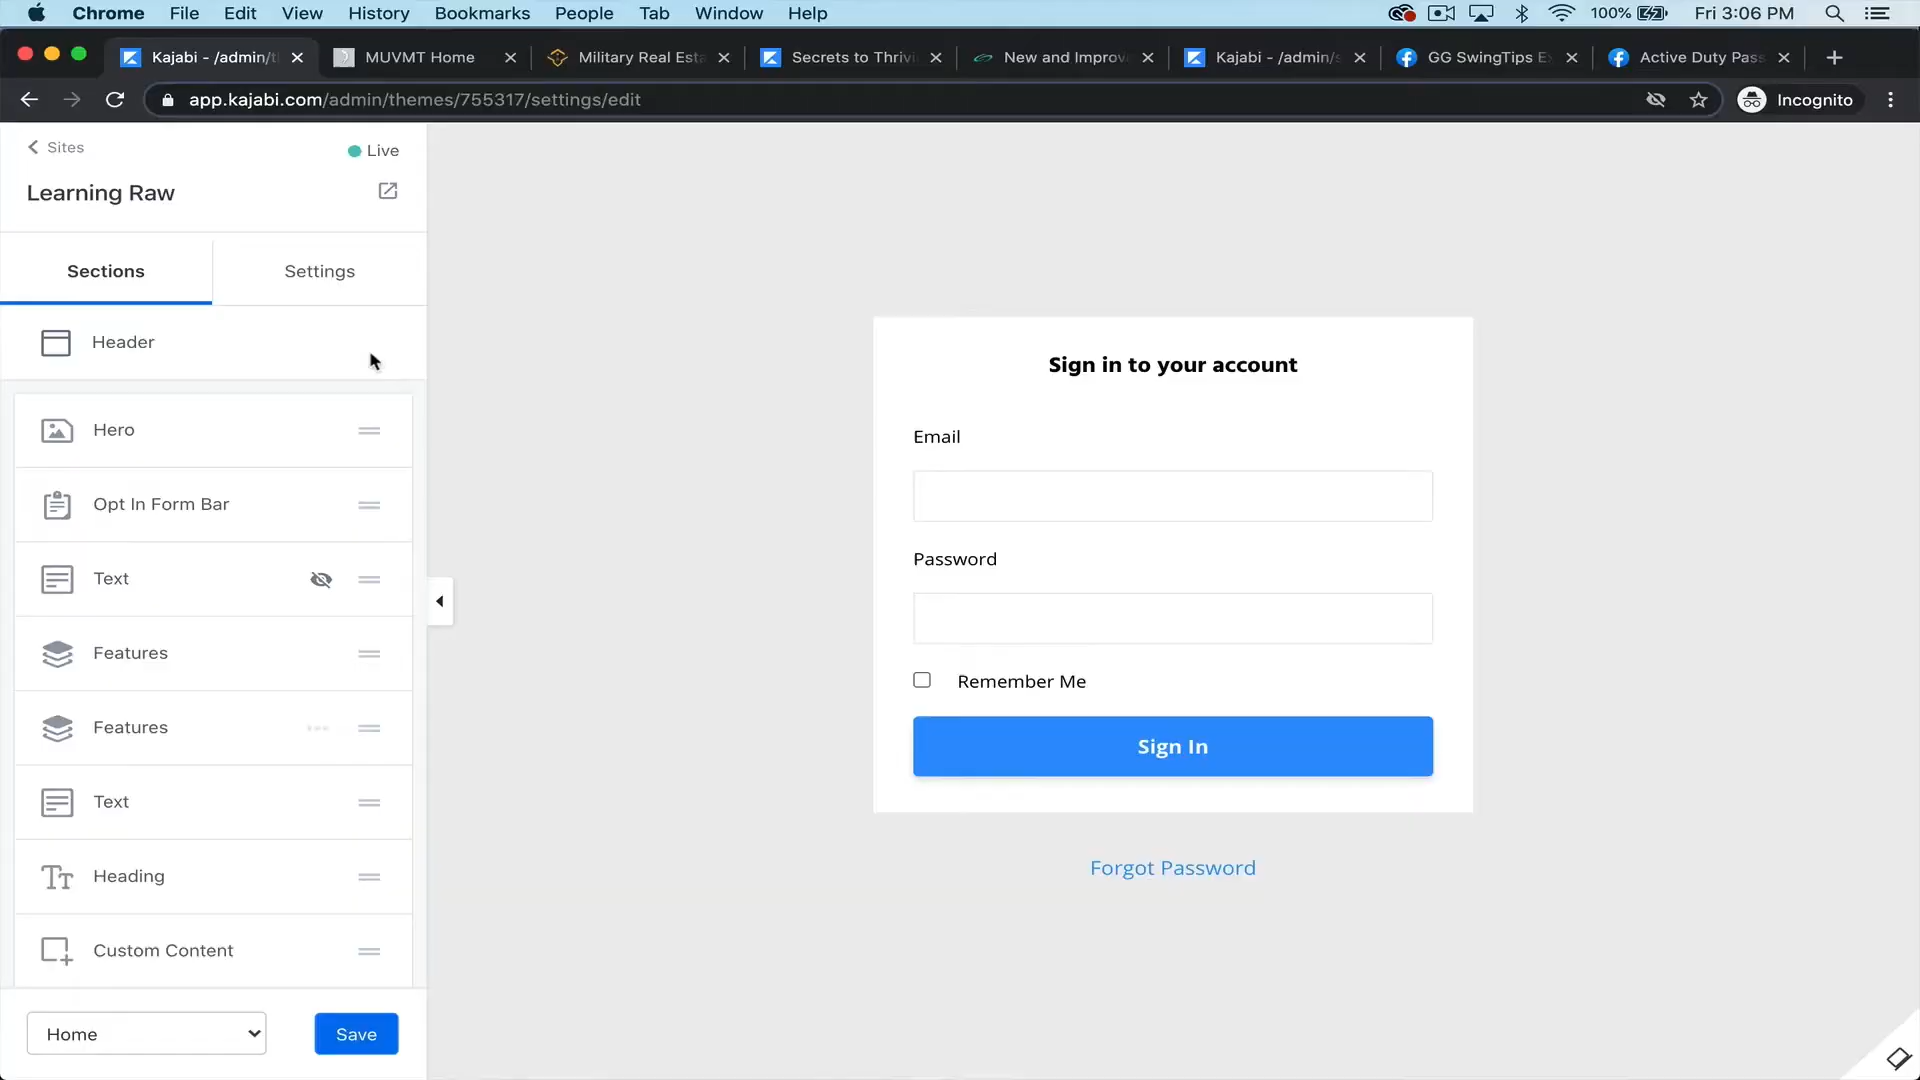 Chrome File Edit View History Bookmarks People Tab Window Help 100% Fri 3:06 PM
Kajabi - /admin/t MUVMT Home Military Real Esta Secrets to Thrivi New and Improv Kajabi - /admin/s GG SwingTips E Active Duty Pass
app.kajabi.com/admin/themes/755317/settings/edit Incognito
Sites
Live
Learning Raw
Sections Settings
Header
Hero
Opt In Form Bar
Text
Features
Features
Text
Heading
Custom Content
Home Save
Sign in to your account
Email
Password
Remember Me
Sign In
Forgot Password